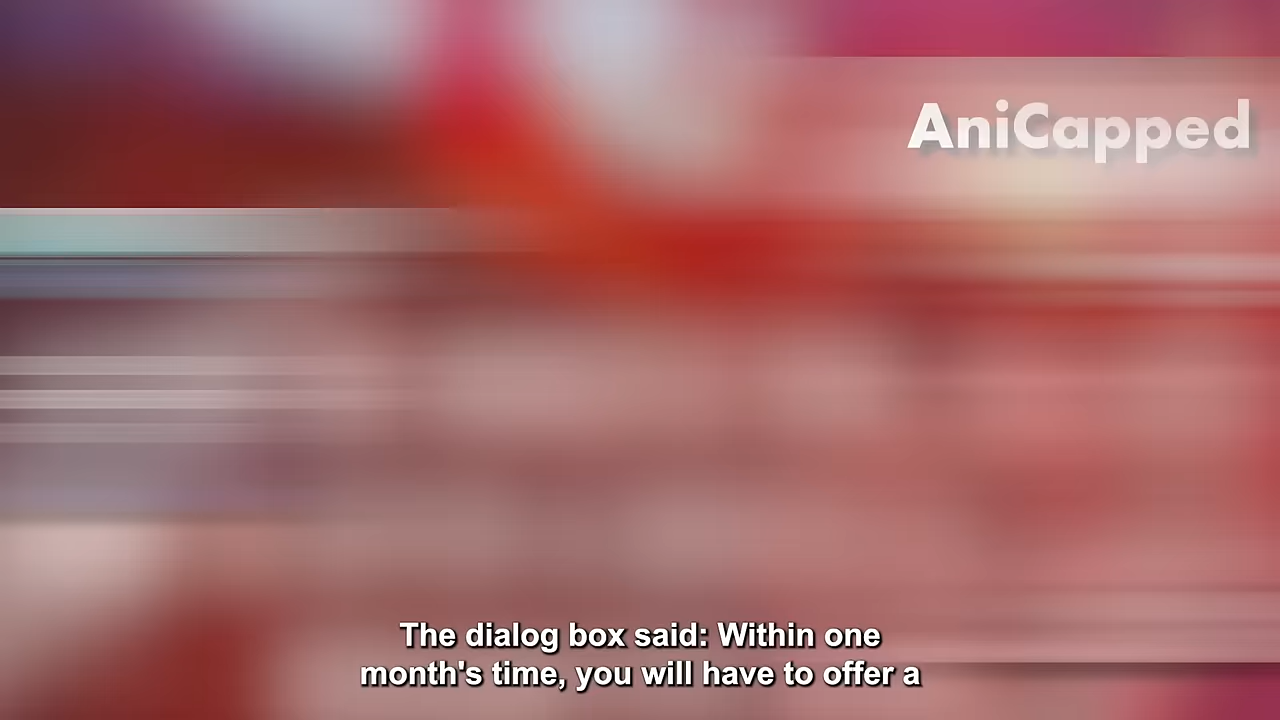 AniCapped
The dialog box said: Within one
month's time, you will have to offer a